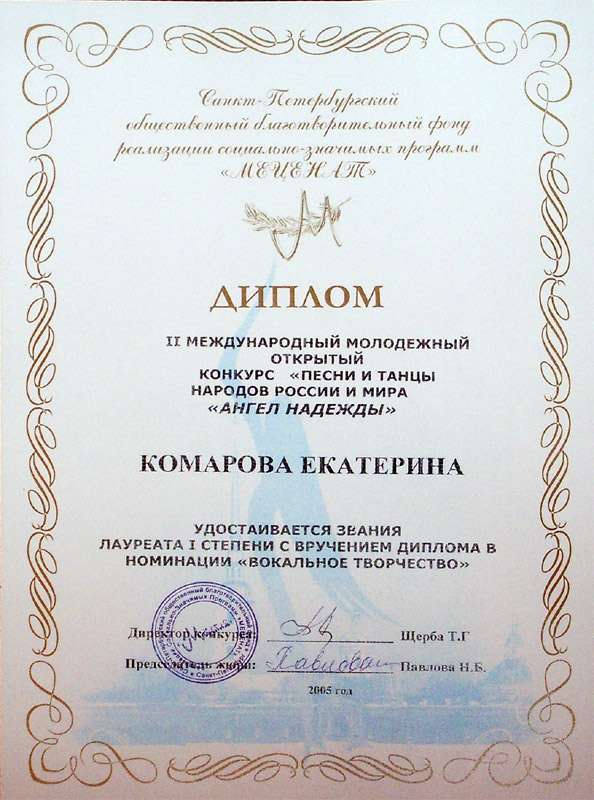 Санкт-Петербургский
общественный благотворительный фонд
реализации социально-значимых программ
«МЕЦЕНАТ»
ДИПЛОМ
II МЕЖДУНАРОДНЫЙ МОЛОДЕЖНЫЙ
ОТКРЫТЫЙ
КОНКУРС «ПЕСНИ И ТАНЦЫ
НАРОДОВ РОССИИ И МИРА
«АНГЕЛ НАДЕЖДЫ»
КОМАРОВА ЕКАТЕРИНА
УДОСТАИВАЕТСЯ ЗВАНИЯ
ЛАУРЕАТА I СТЕПЕНИ С ВРУЧЕНИЕМ ДИПЛОМА В
НОМИНАЦИИ «ВОКАЛЬНОЕ ТВОРЧЕСТВО»
Директор конкурса: Щерба Т.Г
Председатель жюри: Павлова Н.Б.
2005 год